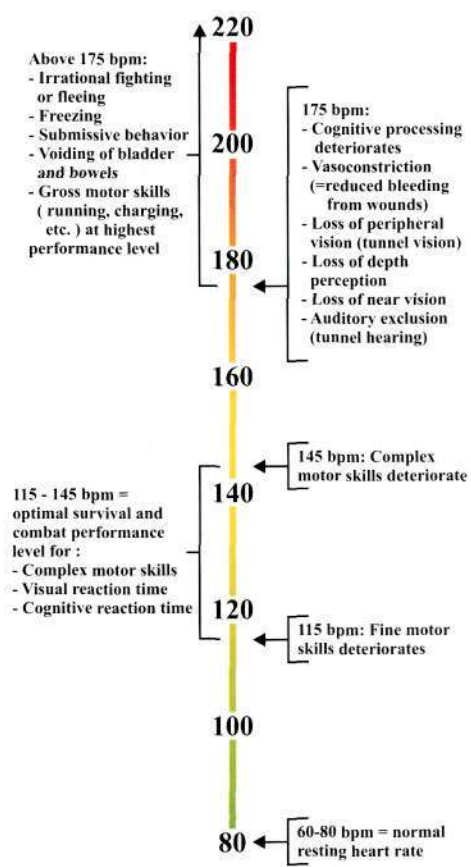 220
200
180
160
140
120
100
80
Above 175 bpm:
- Irrational fighting
or fleeing
- Freezing
- Submissive behavior
- Voiding of bladder
and bowels
- Gross motor skills
( running, charging,
etc. ) at highest
performance level
175 bpm:
- Cognitive processing
deteriorates
- Vasoconstriction
(=reduced bleeding
from wounds)
- Loss of peripheral
vision (tunnel vision)
- Loss of depth
perception
- Loss of near vision
- Auditory exclusion
(tunnel hearing)
145 bpm: Complex
motor skills deteriorate
115 - 145 bpm =
optimal survival and
combat performance
level for :
- Complex motor skills
- Visual reaction time
- Cognitive reaction time
115 bpm: Fine motor
skills deteriorates
60-80 bpm = normal
resting heart rate